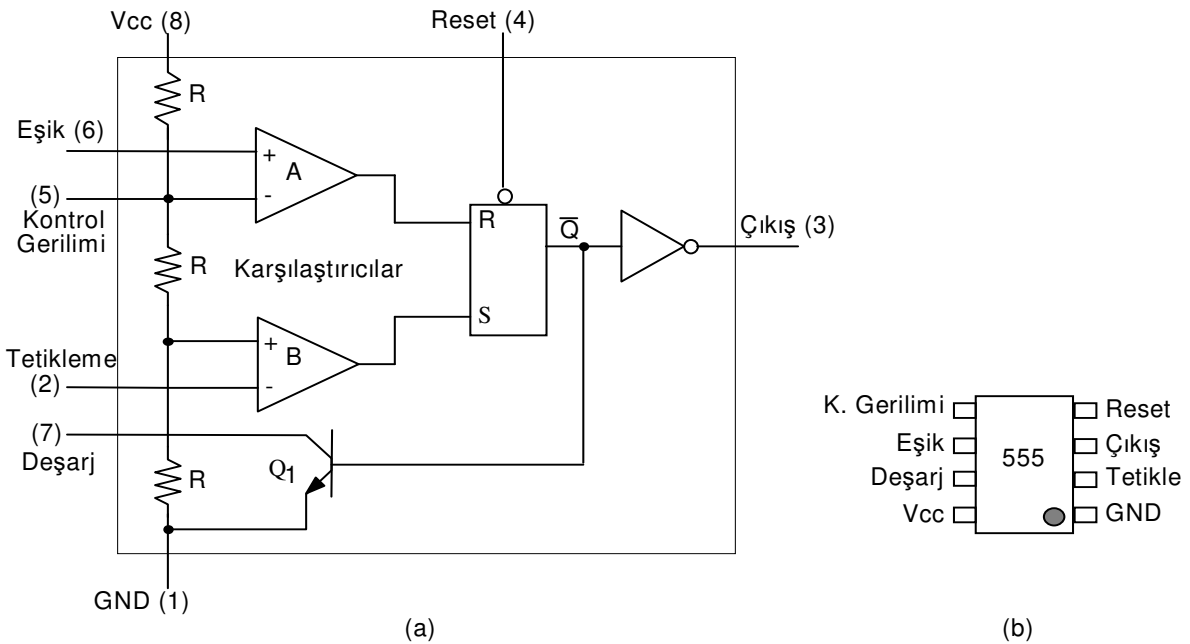 Vcc (8)
Reset (4)
R
Eşik (6)
+
A
-
(5)
Kontrol
Gerilimi
R
Q̅
Çıkış (3)
R
Karşılaştırıcılar
S
+
B
-
Tetikleme
(2)
(7)
Deşarj
R
Q1
GND (1)
(a)
K. Gerilimi
Reset
Eşik
Çıkış
555
Deşarj
Tetikle
Vcc
GND
(b)